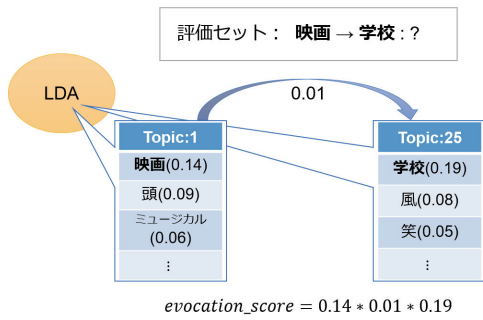 評価セット： 映画 → 学校 : ?
LDA
0.01
Topic:1
映画(0.14)
頭(0.09)
ミュージカル
(0.06)
⋮
Topic:25
学校(0.19)
風(0.08)
笑(0.05)
⋮
evocation_score = 0.14 * 0.01 * 0.19